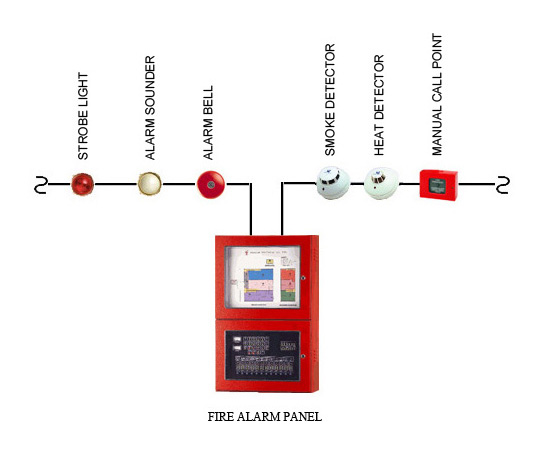 STROBE LIGHT
ALARM SOUNDER
ALARM BELL
SMOKE DETECTOR
HEAT DETECTOR
MANUAL CALL POINT
FIRE ALARM PANEL